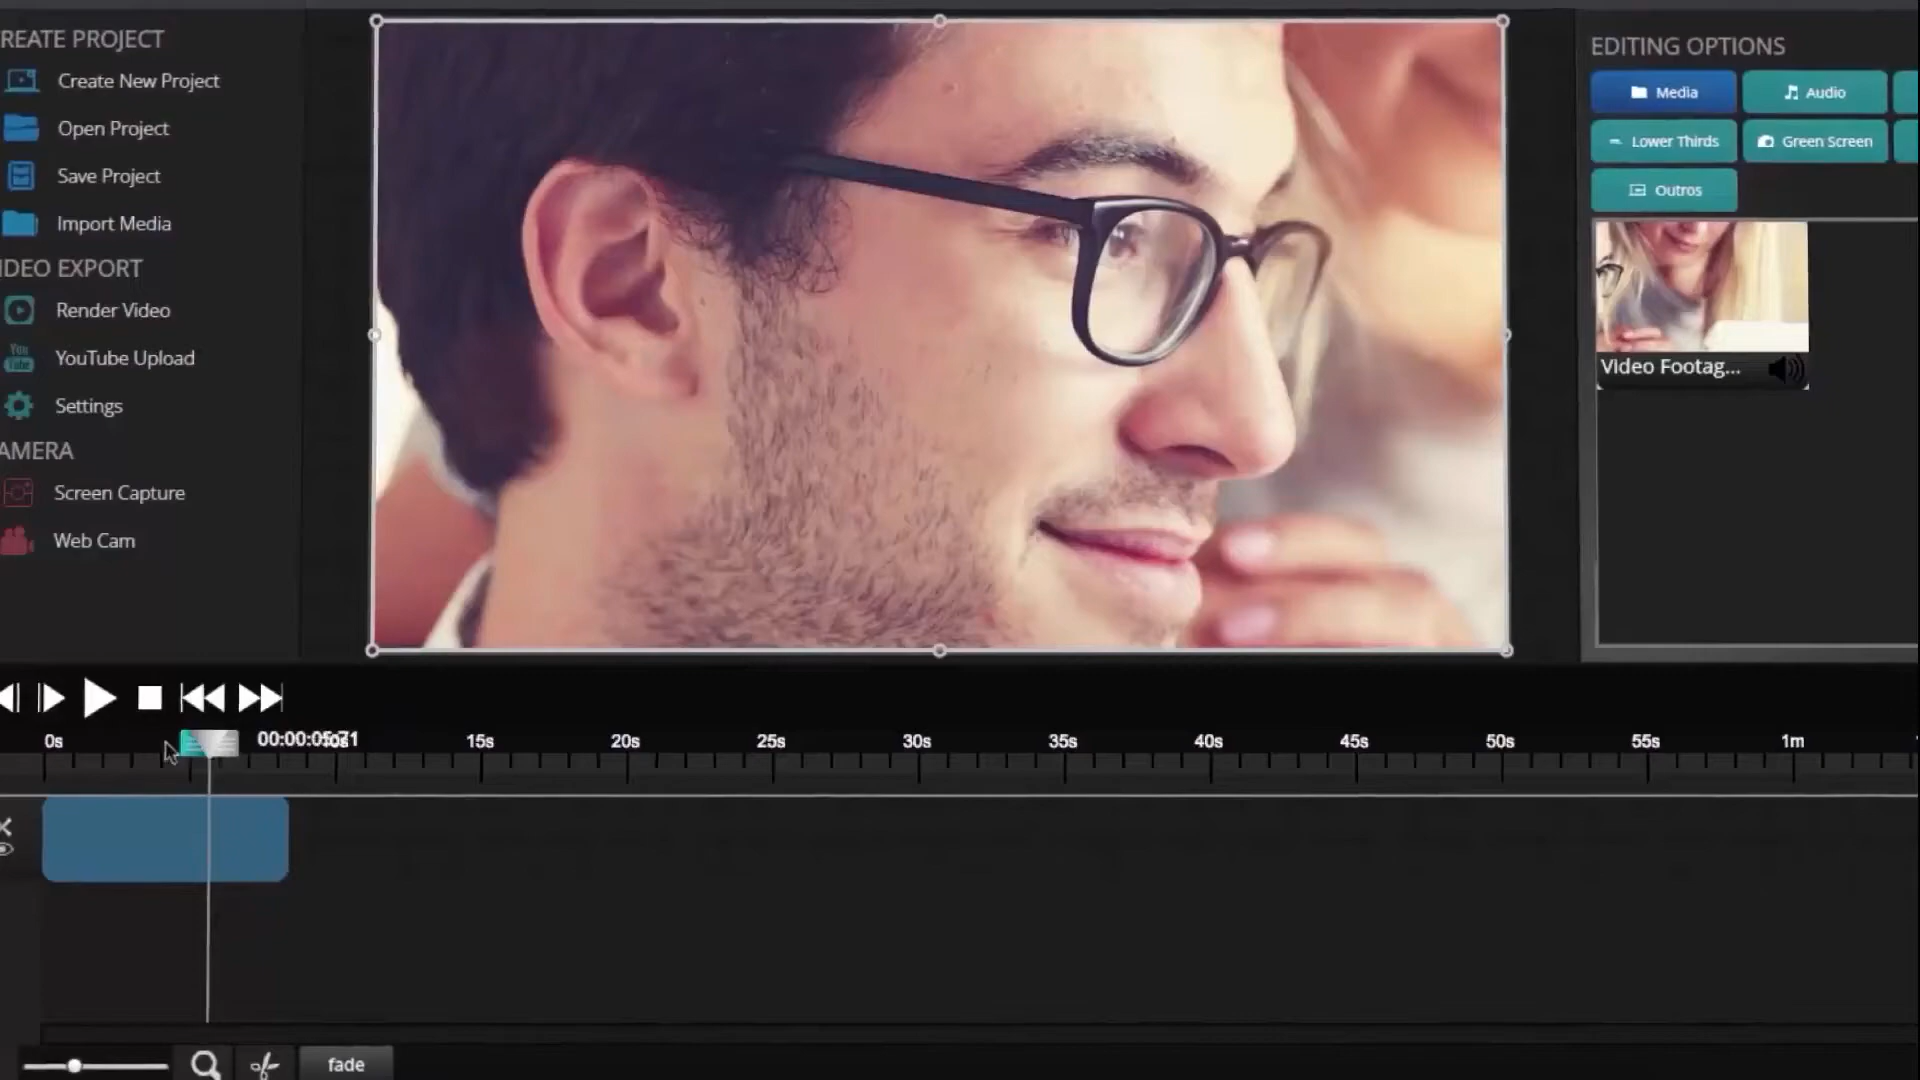 REATE PROJECT
Create New Project
Open Project
Save Project
Import Media
IDEO EXPORT
Render Video
You
Tube
YouTube Upload
Settings
AMERA
Screen Capture
Web Cam
EDITING OPTIONS
Media
Audio
Lower Thirds
Green Screen
Outros
Video Footag...
0s
00:00:05.71
15s
20s
25s
30s
35s
40s
45s
50s
55s
1m
fade